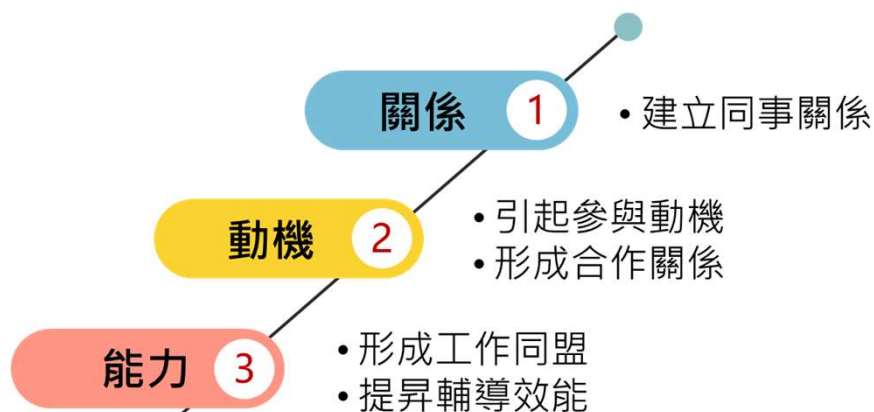 關係 1
• 建立同事關係
動機 2
• 引起參與動機
• 形成合作關係
能力 3
• 形成工作同盟
• 提昇輔導效能